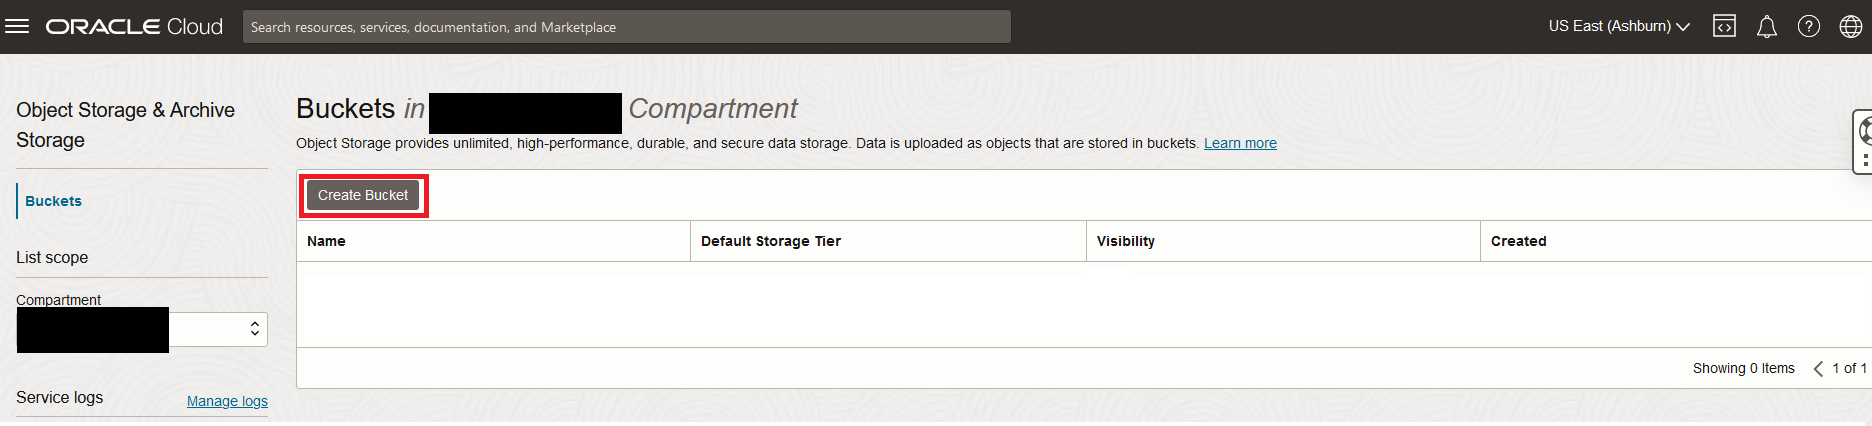 ORACLE Cloud
Search resources, services, documentation, and Marketplace
US East (Ashburn)
Object Storage & Archive
Storage
Buckets
List scope
Compartment
Service logs
Manage logs
Buckets in Compartment
Object Storage provides unlimited, high-performance, durable, and secure data storage. Data is uploaded as objects that are stored in buckets. Learn more
Create Bucket
Name
Default Storage Tier
Visibility
Created
Showing 0 Items
1 of 1